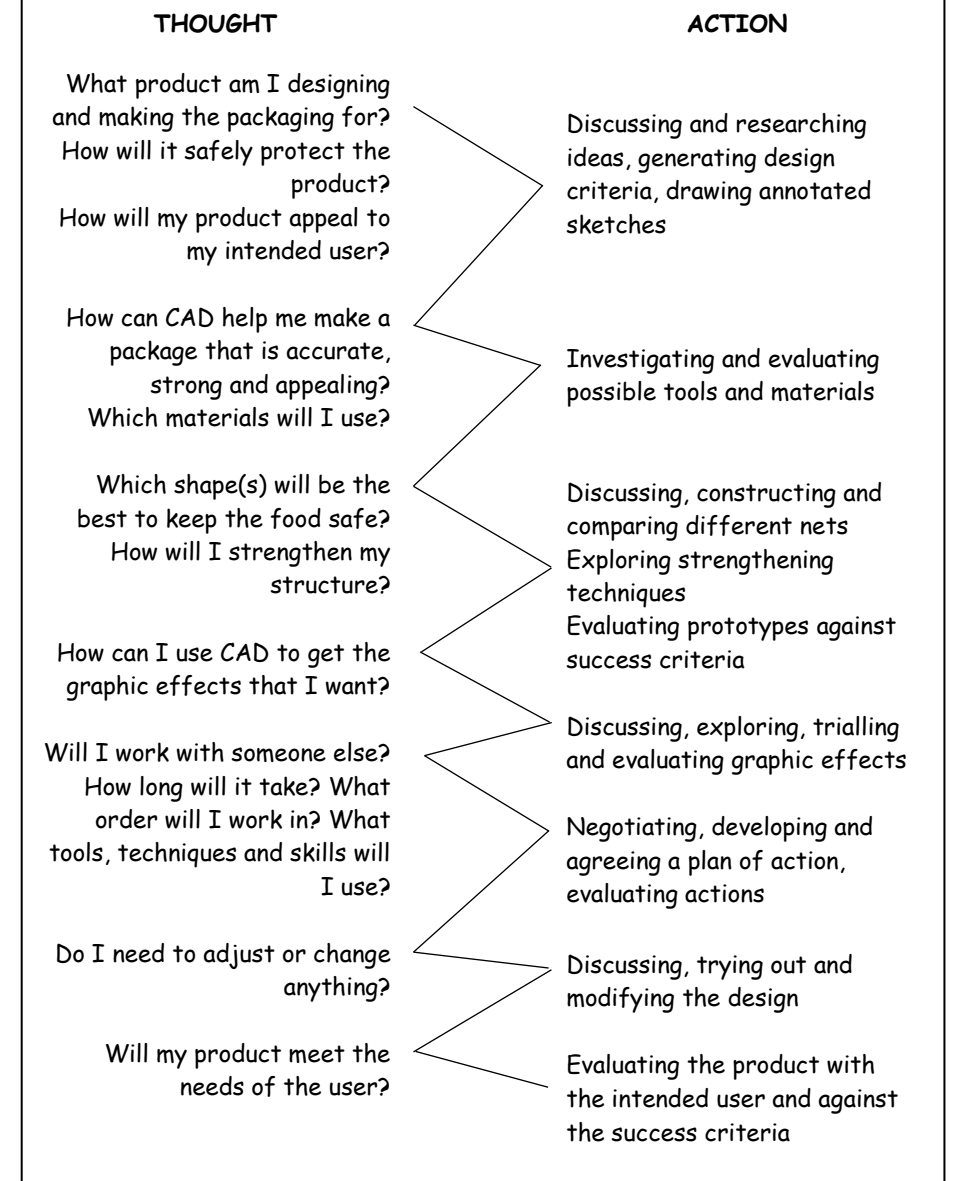 THOUGHT
What product am I designing
and making the packaging for?
How will it safely protect the
product?
How will my product appeal to
my intended user?
How can CAD help me make a
package that is accurate,
strong and appealing?
Which materials will I use?
Which shape(s) will be the
best to keep the food safe?
How will I strengthen my
structure?
How can I use CAD to get the
graphic effects that I want?
Will I work with someone else?
How long will it take? What
order will I work in? What
tools, techniques and skills will
I use?
Do I need to adjust or change
anything?
Will my product meet the
needs of the user?
ACTION
Discussing and researching
ideas, generating design
criteria, drawing annotated
sketches
Investigating and evaluating
possible tools and materials
Discussing, constructing and
comparing different nets
Exploring strengthening
techniques
Evaluating prototypes against
success criteria
Discussing, exploring, trialling
and evaluating graphic effects
Negotiating, developing and
agreeing a plan of action,
evaluating actions
Discussing, trying out and
modifying the design
Evaluating the product with
the intended user and against
the success criteria